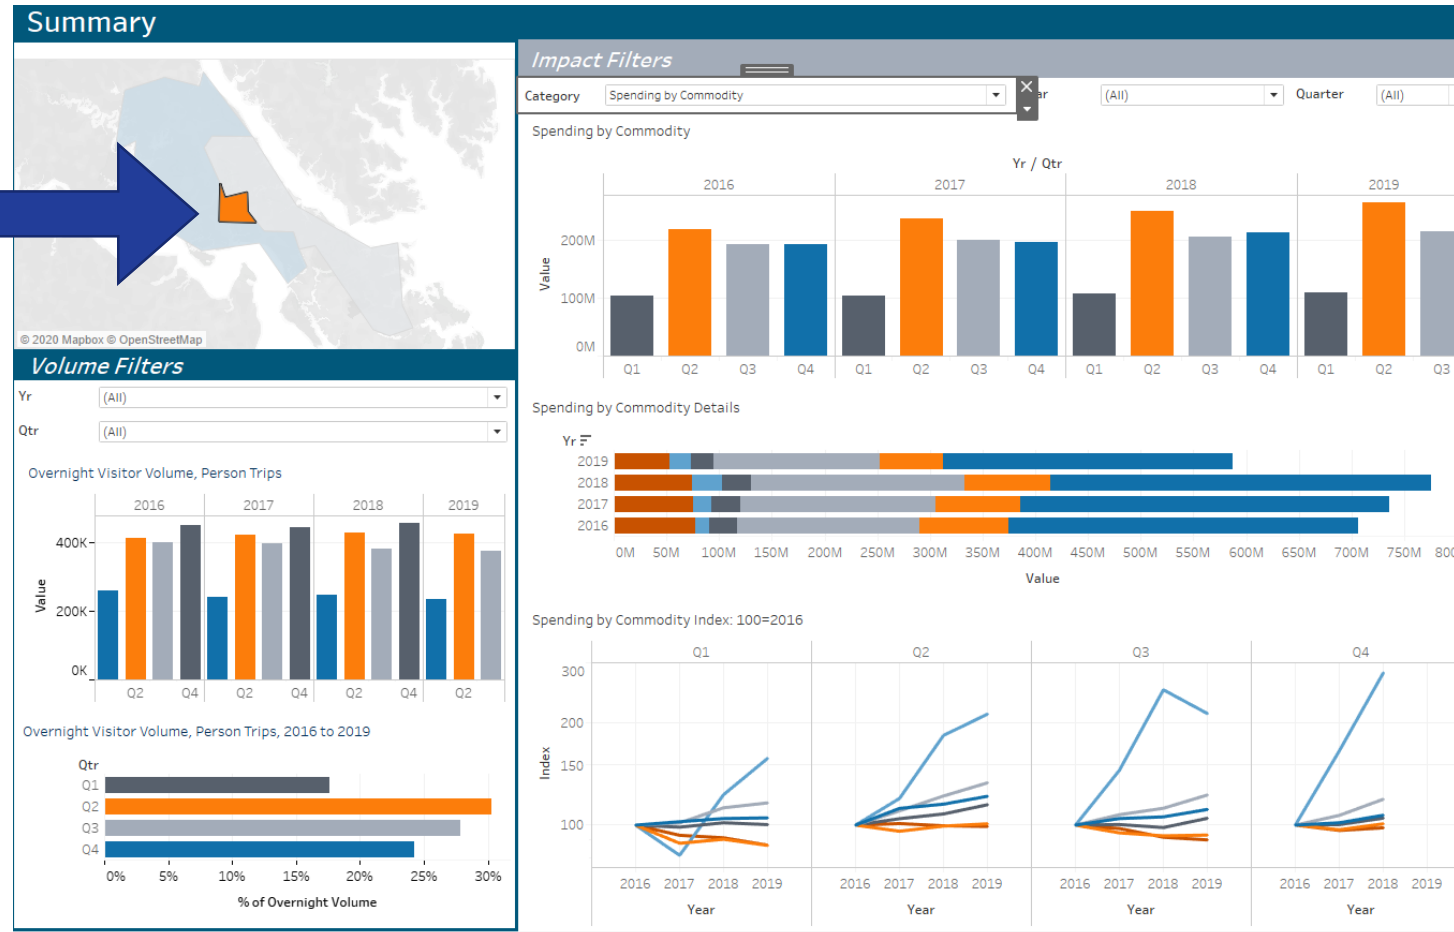 Summary
© 2020 Mapbox © OpenStreetMap
Volume Filters
Yr (All)
Qtr (All)
Overnight Visitor Volume, Person Trips
2016 2017 2018 2019
400K
200K
0K
Value
Q2 Q4 Q2 Q4 Q2 Q4 Q2
Overnight Visitor Volume, Person Trips, 2016 to 2019
Qtr
Q1
Q2
Q3
Q4
0% 5% 10% 15% 20% 25% 30%
% of Overnight Volume
Impact Filters
Category Spending by Commodity ar (All) Quarter (All)
Spending by Commodity
Yr / Qtr
2016 2017 2018 2019
200M
100M
0M
Value
Q1 Q2 Q3 Q4 Q1 Q2 Q3 Q4 Q1 Q2 Q3 Q4 Q1 Q2 Q3
Spending by Commodity Details
Yr
2019
2018
2017
2016
0M 50M 100M 150M 200M 250M 300M 350M 400M 450M 500M 550M 600M 650M 700M 750M 800
Value
Spending by Commodity Index: 100=2016
Q1 Q2 Q3 Q4
300
200
150
100
Index
2016 2017 2018 2019 2016 2017 2018 2019 2016 2017 2018 2019 2016 2017 2018 2019
Year Year Year Year